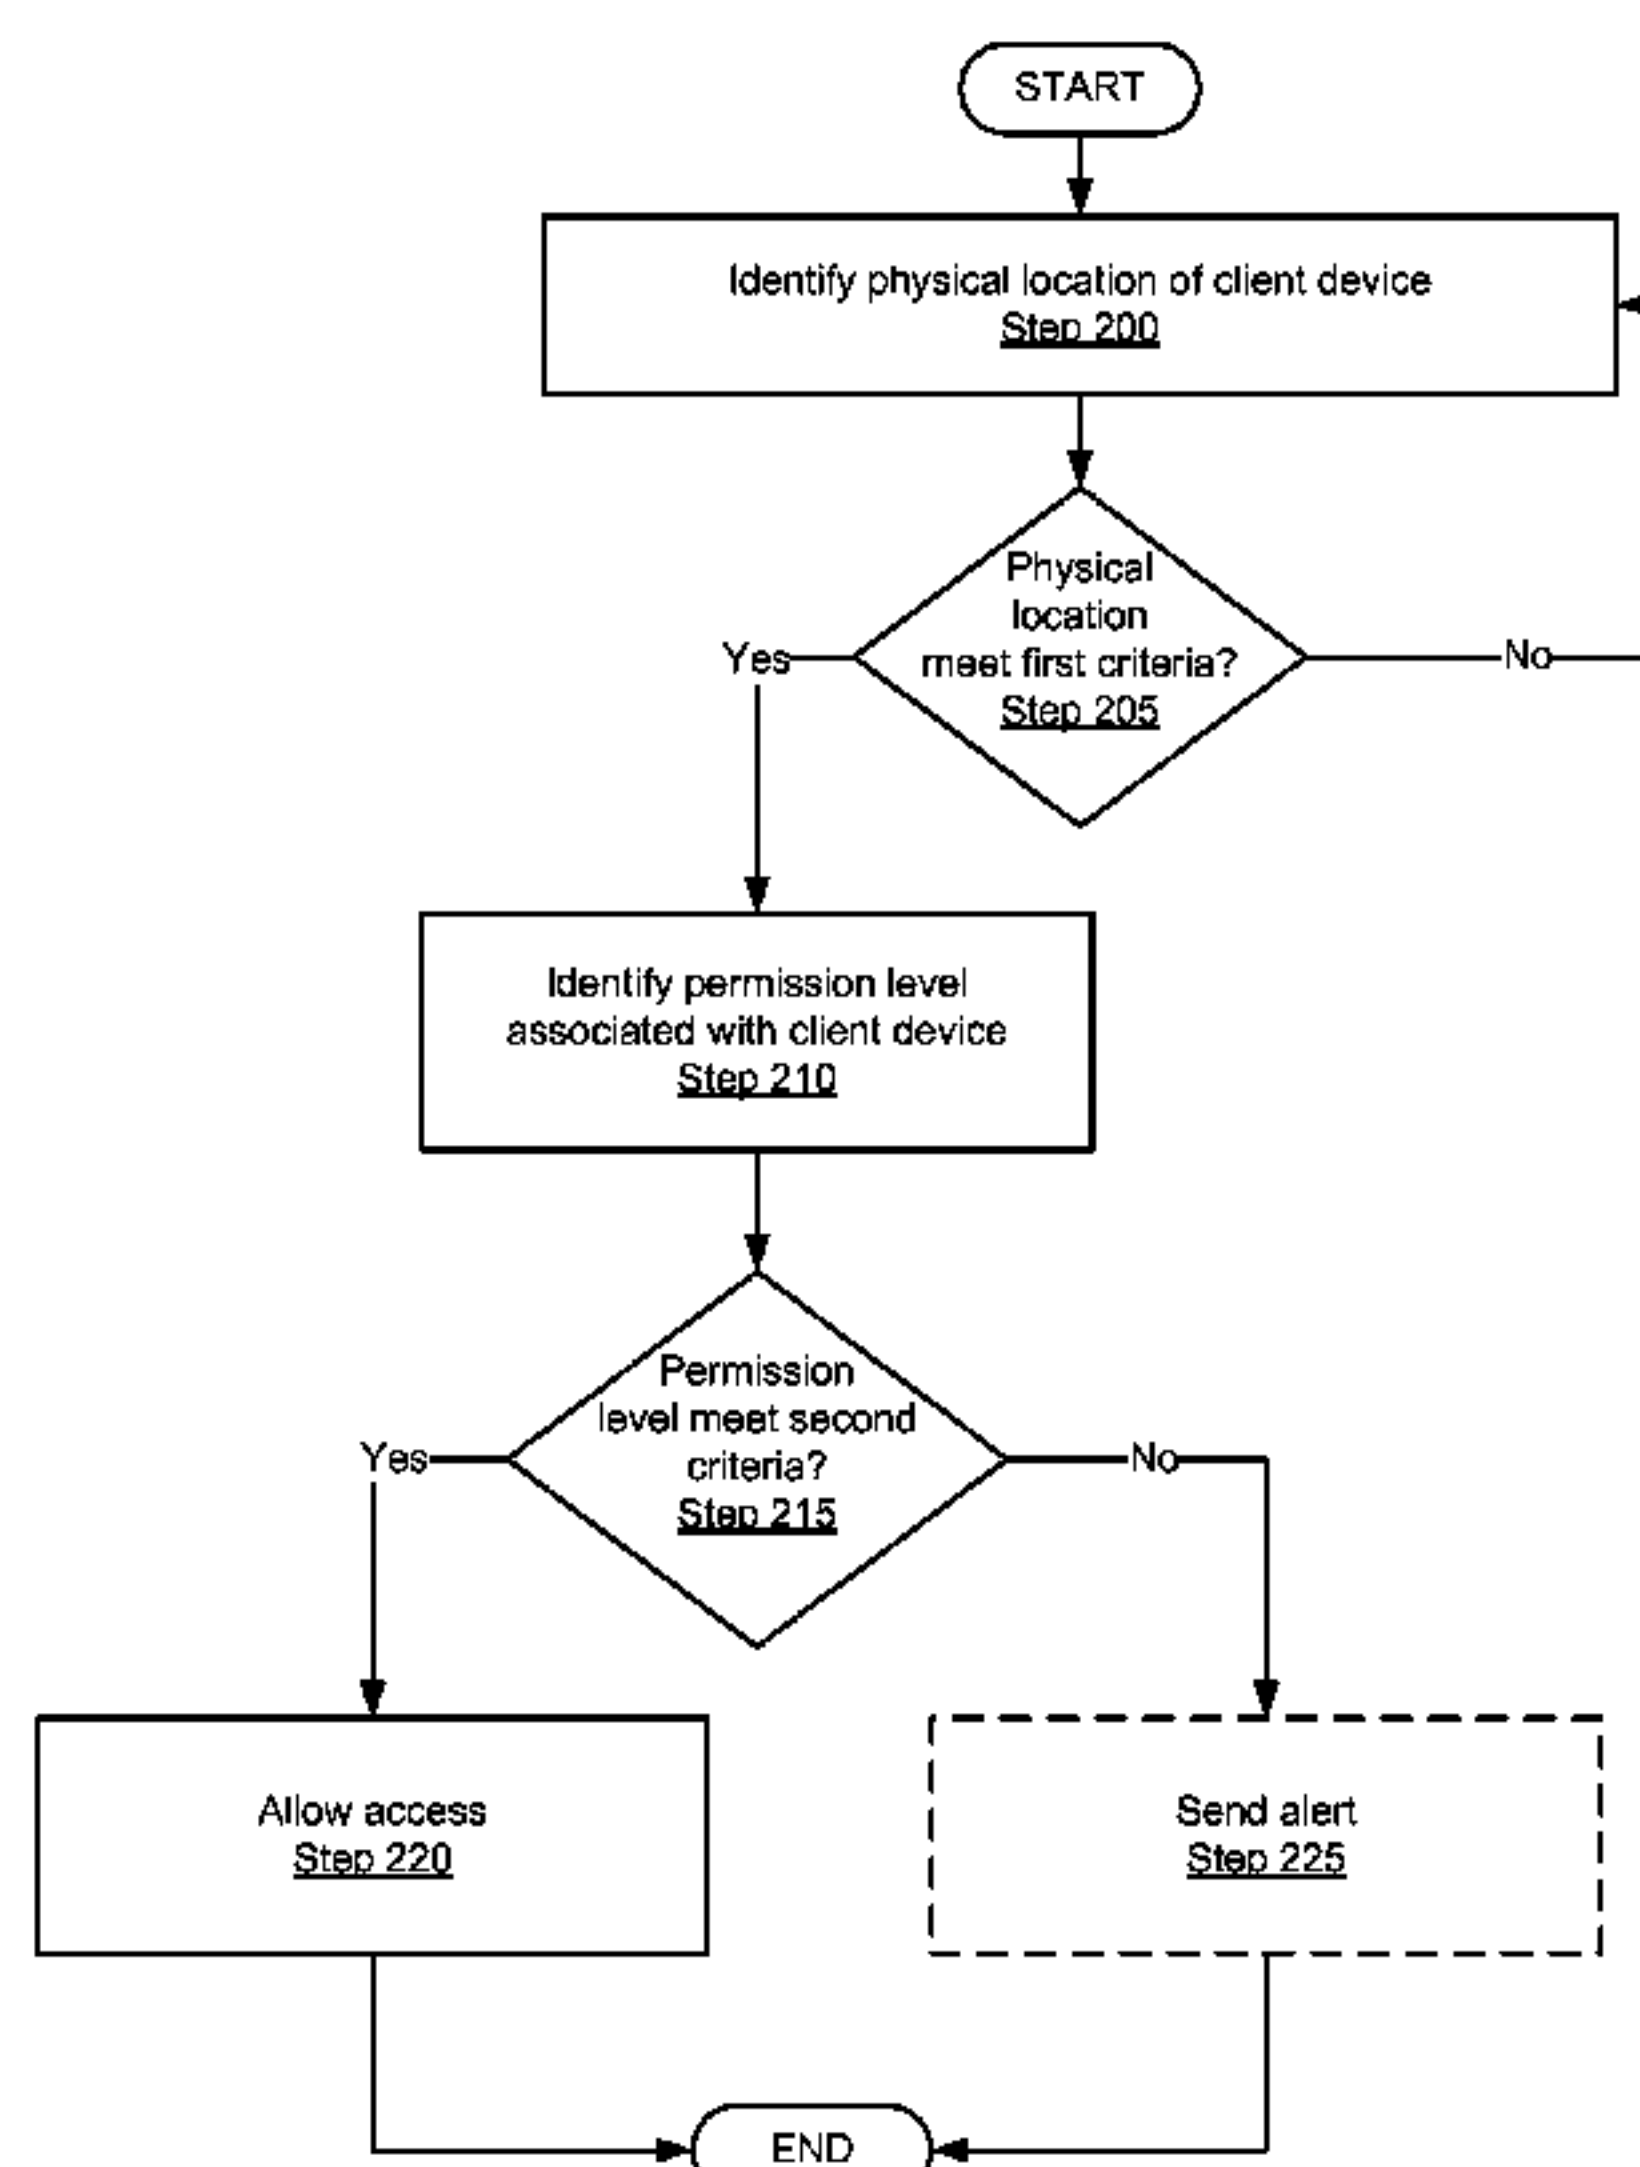 START
Identify physical location of client device
Step 200
Physical
location
meet first criteria?
Step 205
Yes
No
Identify permission level
associated with client device
Step 210
Permission
level meet second
criteria?
Step 215
Yes
No
Allow access
Step 220
Send alert
Step 225
END